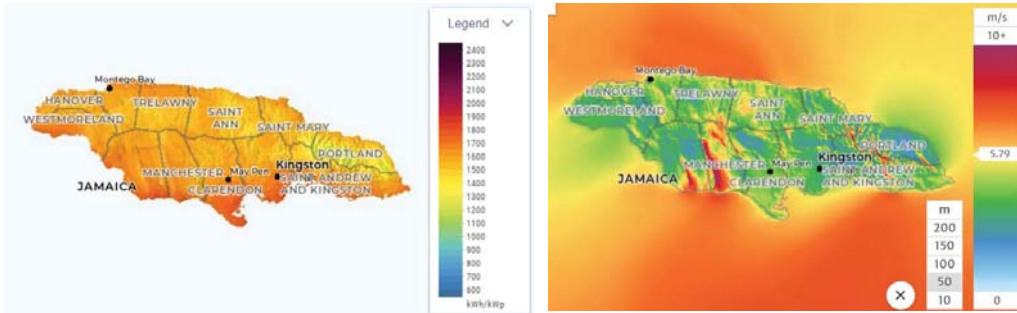 Legend
2400
2200
2100
2000
1900
1800
1700
1600
1500
1400
1300
1200
1100
1000
900
800
700
600
kWh/kWp
Montego Bay
HANOVER
TRELAWNY
WESTMORELAND
SAINT
ANN
SAINT MARY
PORTLAND
Kingston
MANCHESTER
May Pen
SAINT ANDREW
AND KINGSTON
JAMAICA
CLARENDON
m/s
10+
5.79
0
Montego Bay
HANOVER
TRELAWNY
WESTMORELAND
SAINT
ANN
SAINT MARY
PORTLAND
Kingston
MANCHESTER
May Pen
SAINT ANDREW
AND KINGSTON
JAMAICA
CLARENDON
m
200
150
100
50
10